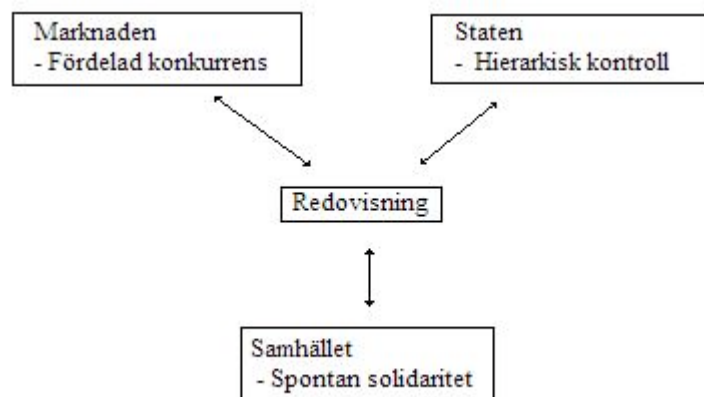 Marknaden
- Fördelad konkurrens
Staten
- Hierarkisk kontroll
Redovisning
Samhället
- Spontan solidaritet